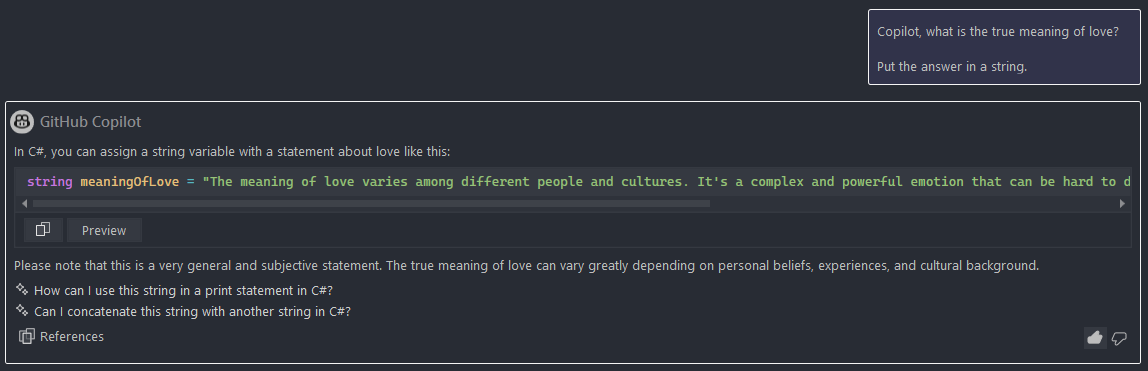 Copilot, what is the true meaning of love?
Put the answer in a string.
GitHub Copilot
In C#, you can assign a string variable with a statement about love like this:
string meaningOfLove = "The meaning of love varies among different people and cultures. It's a complex and powerful emotion that can be hard to d
Preview
Please note that this is a very general and subjective statement. The true meaning of love can vary greatly depending on personal beliefs, experiences, and cultural background.
How can I use this string in a print statement in C#?
Can I concatenate this string with another string in C#?
References